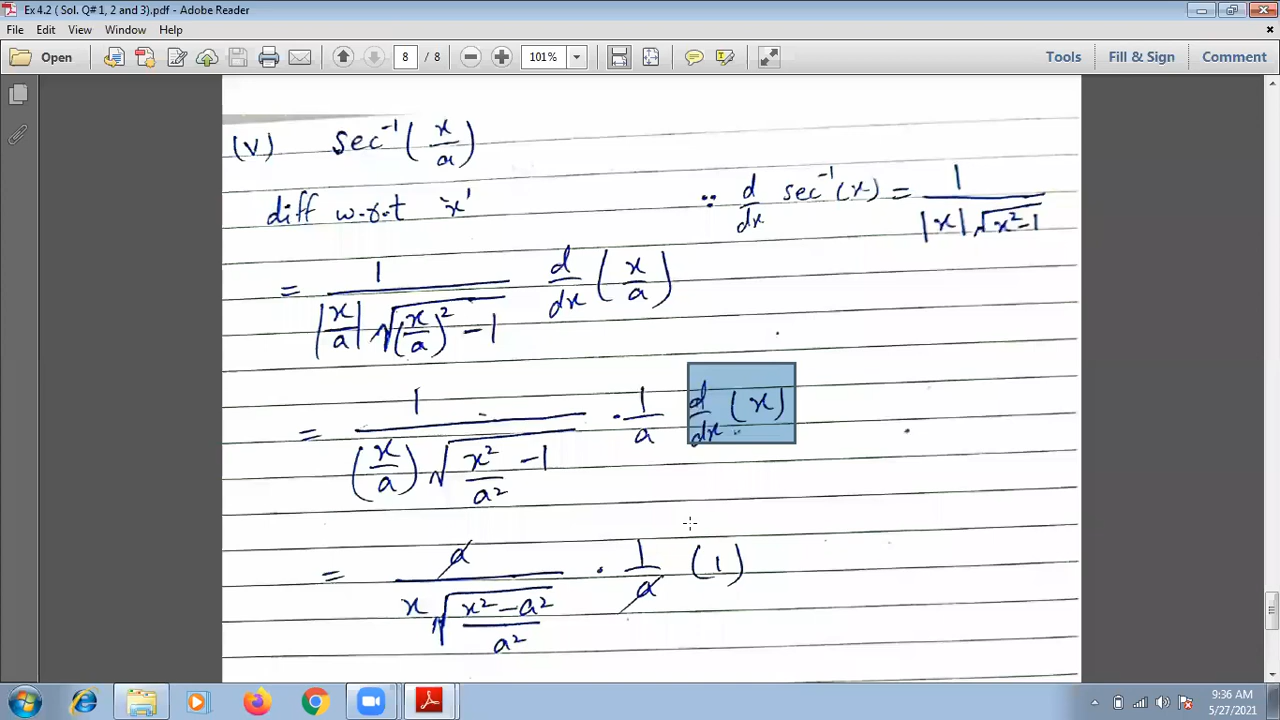 Ex 4.2 ( Sol. Q# 1, 2 and 3).pdf - Adobe Reader
File Edit View Window Help
Open 8 / 8 101% Tools Fill & Sign Comment
(v) sec⁻¹(x/a)
diff w.r.t 'x' ∵ d/dx sec⁻¹(x) = 1/(|x|√(x²-1))
= 1/(|x/a|√((x/a)²-1)) d/dx (x/a)
= 1/((x/a)√(x²/a² -1)) · 1/a d/dx (x)
= a/(x√((x²-a²)/a²)) · 1/a (1)
9:36 AM
5/27/2021